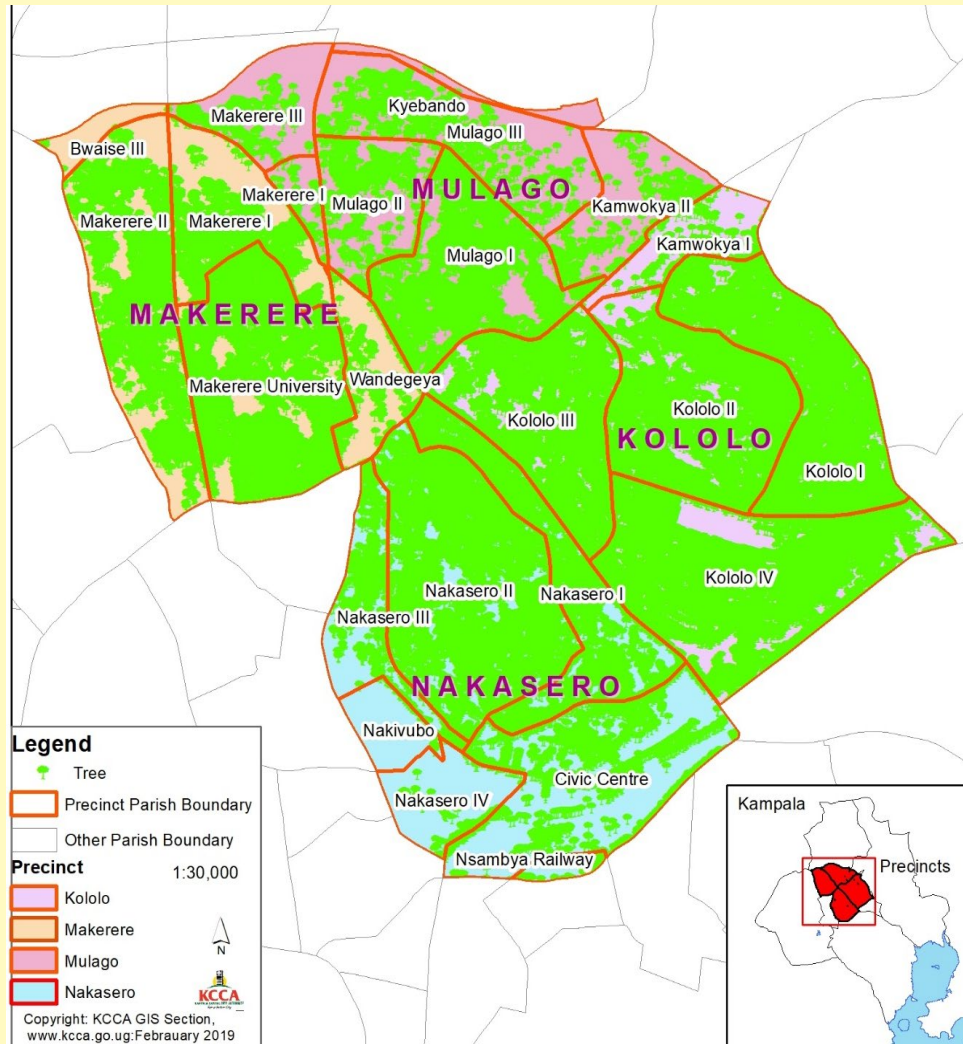 Makerere III
Kyebando
Mulago III
Bwaise III
Makerere I
Mulago II
MULAGO
Kamwokya II
Makerere II
Makerere I
Kamwokya I
Mulago I
MAKERERE
Makerere University
Wandegeya
Kololo III
Kololo II
KOLOLO
Kololo I
Kololo IV
Nakasero II
Nakasero I
Nakasero III
NAKASERO
Nakivubo
Civic Centre
Nakasero IV
Nsambya Railway
Legend
Tree
Precinct Parish Boundary
Other Parish Boundary
Precinct
1:30,000
Kololo
Makerere
Mulago
Nakasero
N
KCCA
Copyright: KCCA GIS Section,
www.kcca.go.ug:Febrauary 2019
Kampala
Precincts